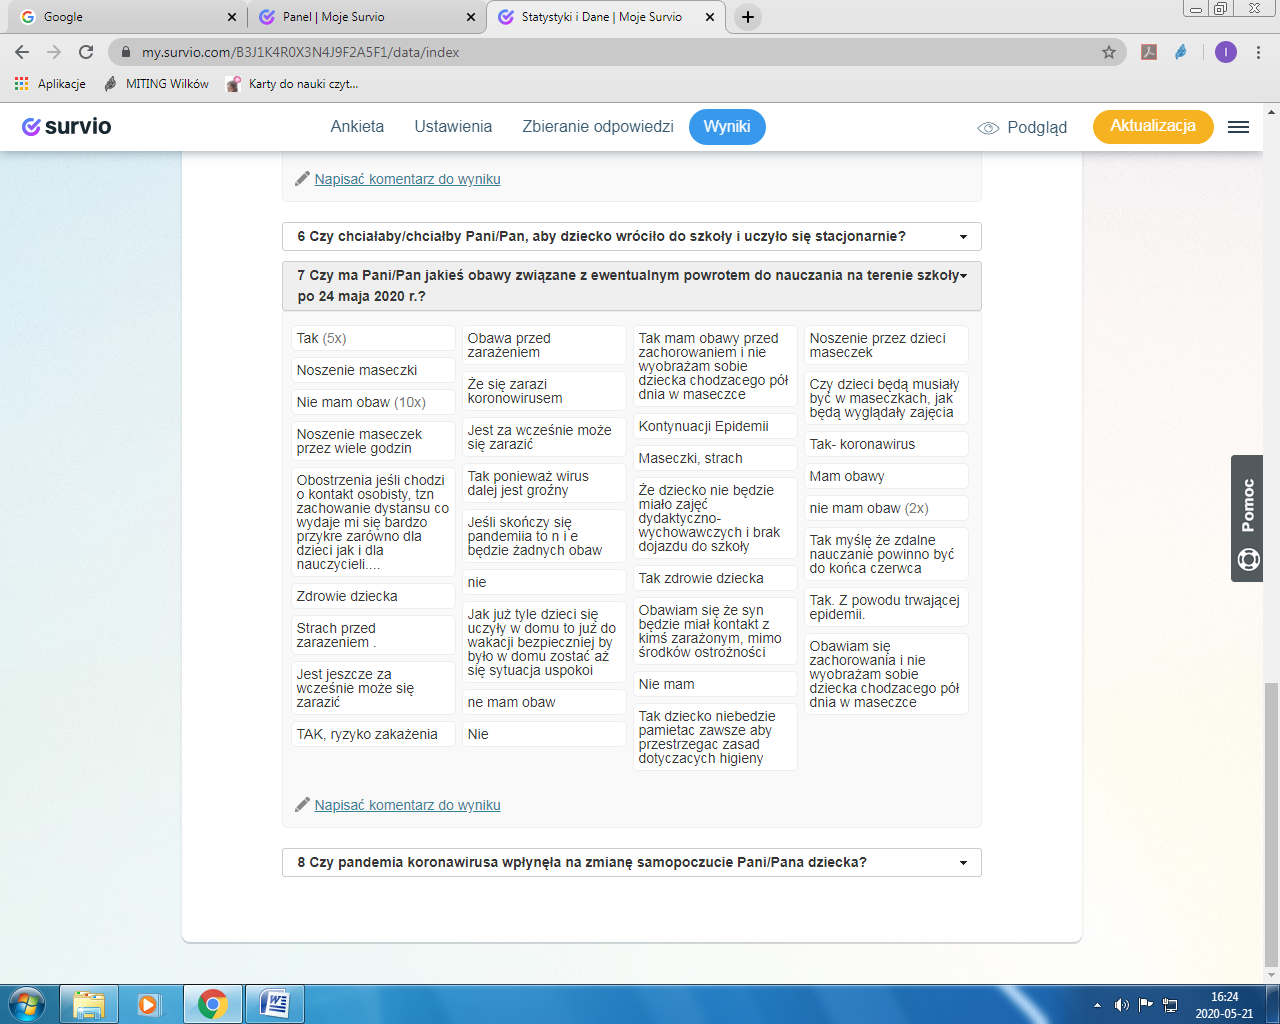 Google
Panel | Moje Survio
Statystyki i Dane | Moje Survio
my.survio.com/B3J1K4R0X3N4J9F2A5F1/data/index
I
Aplikacje
MITING Wilków
Karty do nauki czyt...
survio
Ankieta
Ustawienia
Zbieranie odpowiedzi
Wyniki
Podgląd
Aktualizacja
Napisać komentarz do wyniku
6 Czy chciałaby/chciałby Pani/Pan, aby dziecko wróciło do szkoły i uczyło się stacjonarnie?
7 Czy ma Pani/Pan jakieś obawy związane z ewentualnym powrotem do nauczania na terenie szkoły
po 24 maja 2020 r.?
Tak (5x)
Noszenie maseczki
Nie mam obaw (10x)
Noszenie maseczek
przez wiele godzin
Obostrzenia jeśli chodzi
o kontakt osobisty, tzn
zachowanie dystansu co
wydaje mi się bardzo
przykre zarówno dla
dzieci jak i dla
nauczycieli....
Zdrowie dziecka
Strach przed
zarazeniem .
Jest jeszcze za
wcześnie może się
zarazić
TAK, ryzyko zakażenia
Obawa przed
zarażeniem
Że się zarazi
koronowirusem
Jest za wcześnie może
się zarazić
Tak ponieważ wirus
dalej jest groźny
Jeśli skończy się
pandemiia to n i e
będzie żadnych obaw
nie
Jak już tyle dzieci się
uczyły w domu to już do
wakacji bezpieczniej by
było w domu zostać aż
się sytuacja uspokoi
ne mam obaw
Nie
Tak mam obawy przed
zachorowaniem i nie
wyobrażam sobie
dziecka chodzacego pół
dnia w maseczce
Kontynuacji Epidemii
Maseczki, strach
Że dziecko nie będzie
miało zajęć
dydaktyczno-
wychowawczych i brak
dojazdu do szkoły
Tak zdrowie dziecka
Obawiam się że syn
będzie miał kontakt z
kimś zarażonym, mimo
środków ostrożności
Nie mam
Tak dziecko niebedzie
pamietac zawsze aby
przestrzegac zasad
dotyczacych higieny
Noszenie przez dzieci
maseczek
Czy dzieci będą musiały
być w maseczkach, jak
będą wyglądały zajęcia
Tak- koronawirus
Mam obawy
nie mam obaw (2x)
Tak myślę że zdalne
nauczanie powinno być
do końca czerwca
Tak. Z powodu trwającej
epidemii.
Obawiam się
zachorowania i nie
wyobrażam sobie
dziecka chodzacego pół
dnia w maseczce
Napisać komentarz do wyniku
8 Czy pandemia koronawirusa wpłynęła na zmianę samopoczucie Pani/Pana dziecka?
Pomoc
16:24
2020-05-21